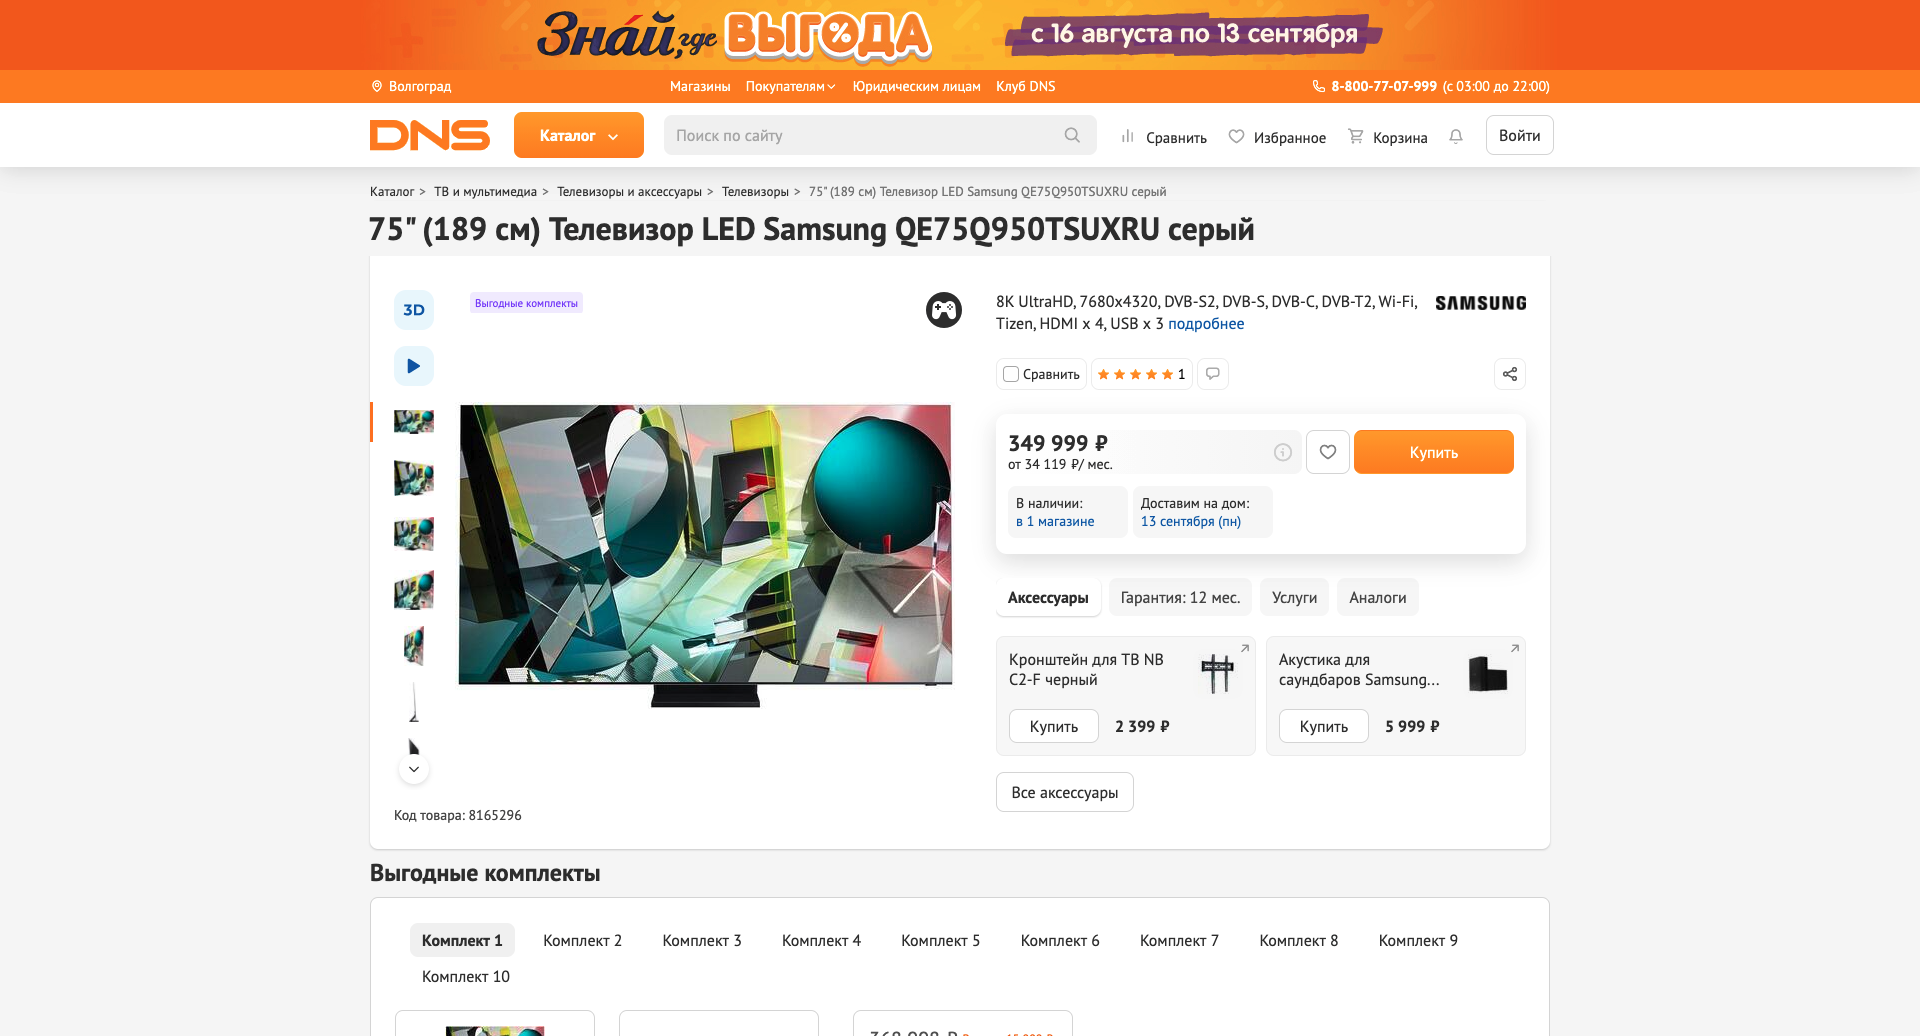 Знай, где ВЫГОДА
с 16 августа по 13 сентября
Волгоград
Магазины Покупателям Юридическим лицам Клуб DNS
8-800-77-07-999 (с 03:00 до 22:00)
DNS
Каталог
Поиск по сайту
Сравнить
Избранное
Корзина
Войти
Каталог > ТВ и мультимедиа > Телевизоры и аксессуары > Телевизоры > 75" (189 см) Телевизор LED Samsung QE75Q950TSUXRU серый
75" (189 см) Телевизор LED Samsung QE75Q950TSUXRU серый
3D
Выгодные комплекты
8K UltraHD, 7680x4320, DVB-S2, DVB-S, DVB-C, DVB-T2, Wi-Fi,
Tizen, HDMI x 4, USB x 3 подробнее
SAMSUNG
Сравнить
1
349 999 ₽
от 34 119 ₽/ мес.
Купить
В наличии:
в 1 магазине
Доставим на дом:
13 сентября (пн)
Аксессуары
Гарантия: 12 мес.
Услуги
Аналоги
Кронштейн для ТВ NB
C2-F черный
Купить
2 399 ₽
Акустика для
саундбаров Samsung...
Купить
5 999 ₽
Все аксессуары
Код товара: 8165296
Выгодные комплекты
Комплект 1 Комплект 2 Комплект 3 Комплект 4 Комплект 5 Комплект 6 Комплект 7 Комплект 8 Комплект 9
Комплект 10